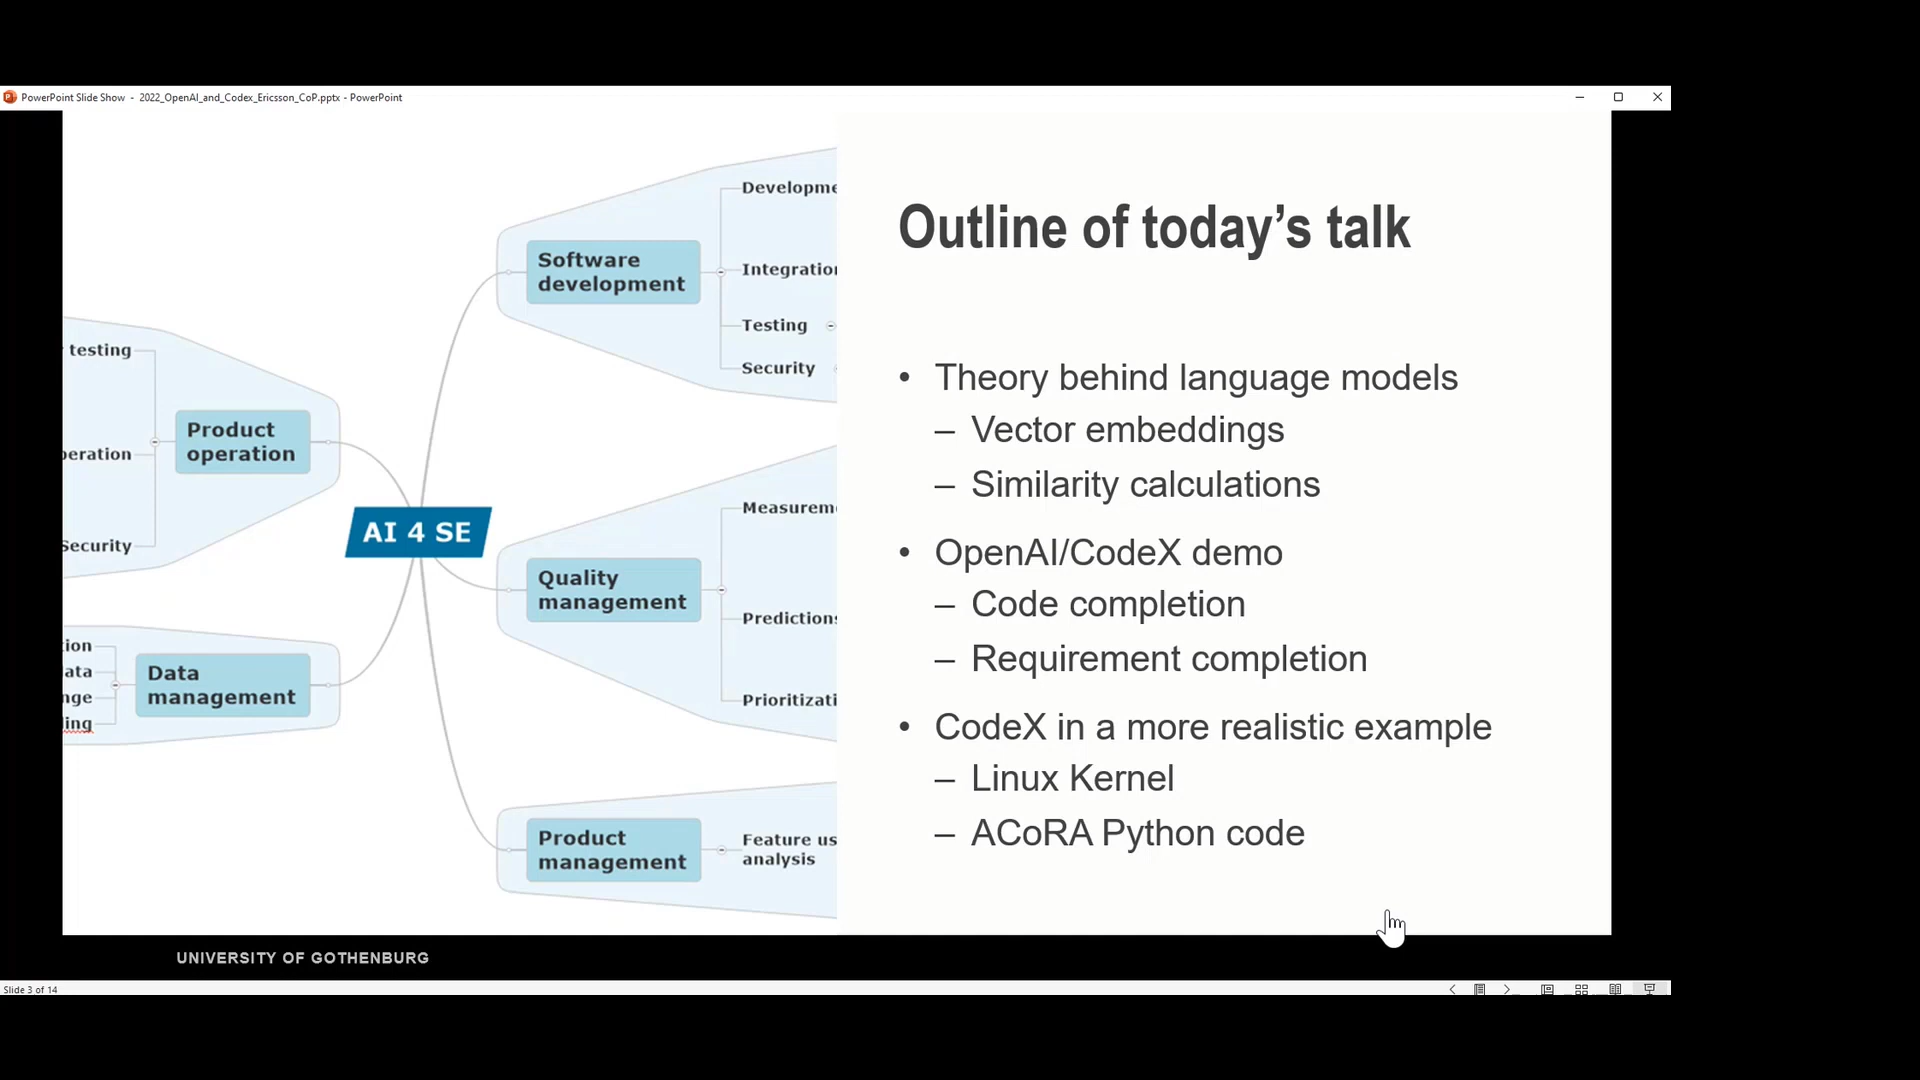 PowerPoint Slide Show - 2022_OpenAI_and_Codex_Ericsson_CoP.pptx - PowerPoint
Software
development
Testing
Security
testing
Product
operation
Security
AI 4 SE
Quality
management
Data
management
Product
management
Feature
analysis
Outline of today’s talk
• Theory behind language models
– Vector embeddings
– Similarity calculations
• OpenAI/CodeX demo
– Code completion
– Requirement completion
• CodeX in a more realistic example
– Linux Kernel
– ACoRA Python code
UNIVERSITY OF GOTHENBURG
Slide 3 of 14